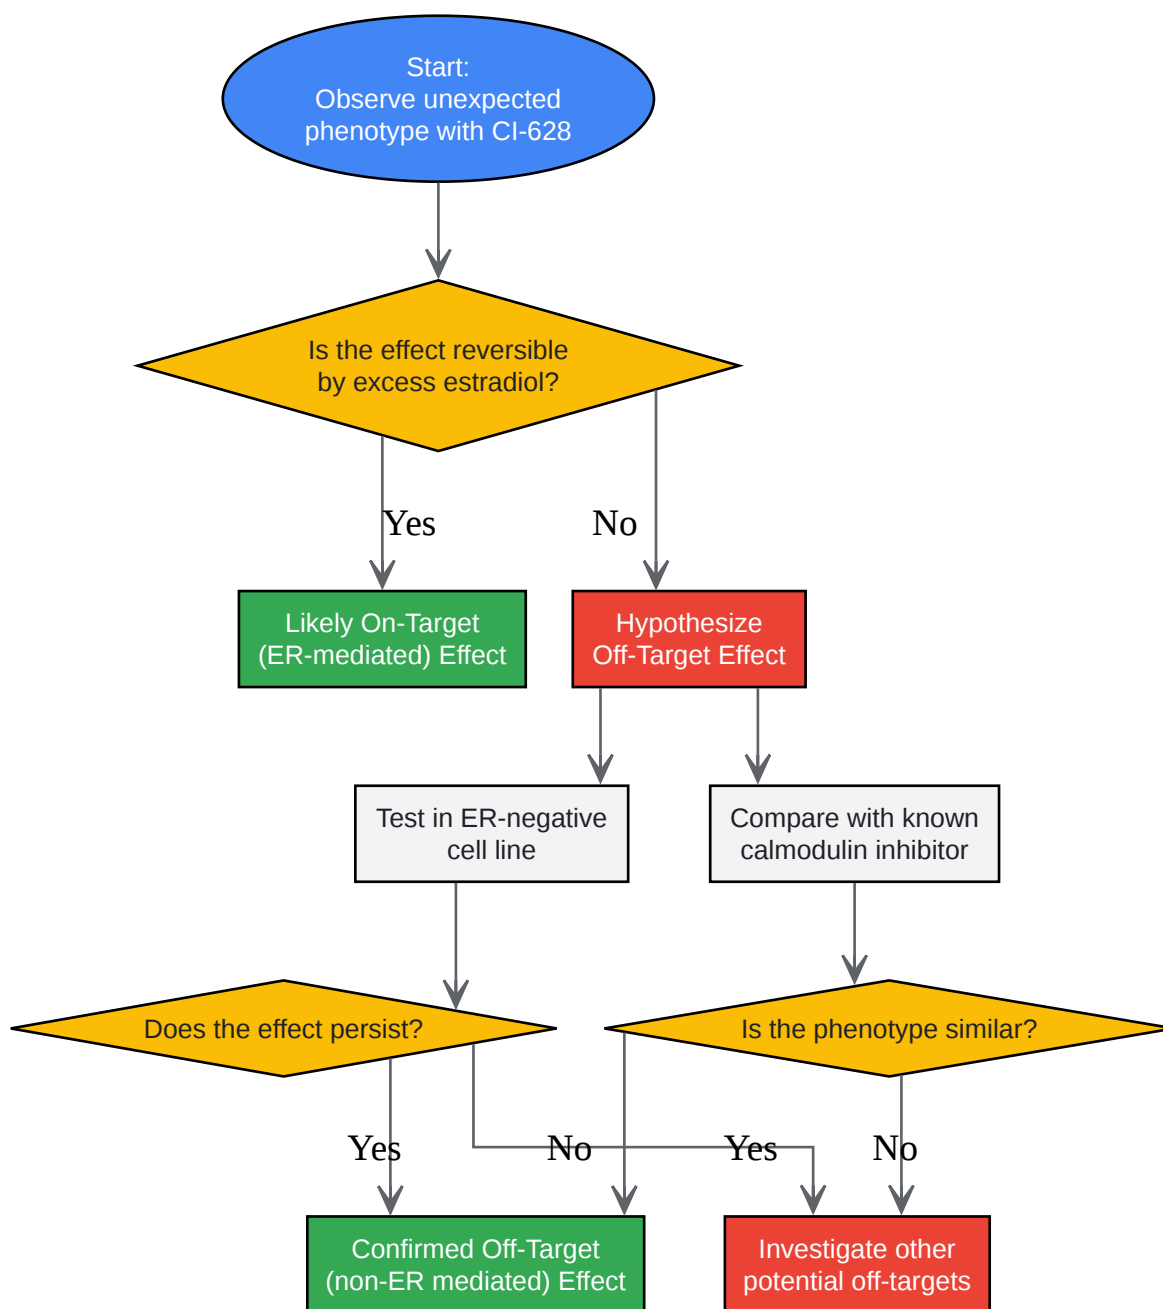 Start:
Observe unexpected
phenotype with CI-628
Is the effect reversible
by excess estradiol?
Yes
No
Likely On-Target
(ER-mediated) Effect
Hypothesize
Off-Target Effect
Test in ER-negative
cell line
Compare with known
calmodulin inhibitor
Does the effect persist?
Is the phenotype similar?
Yes
No
Yes
No
Confirmed Off-Target
(non-ER mediated) Effect
Investigate other
potential off-targets